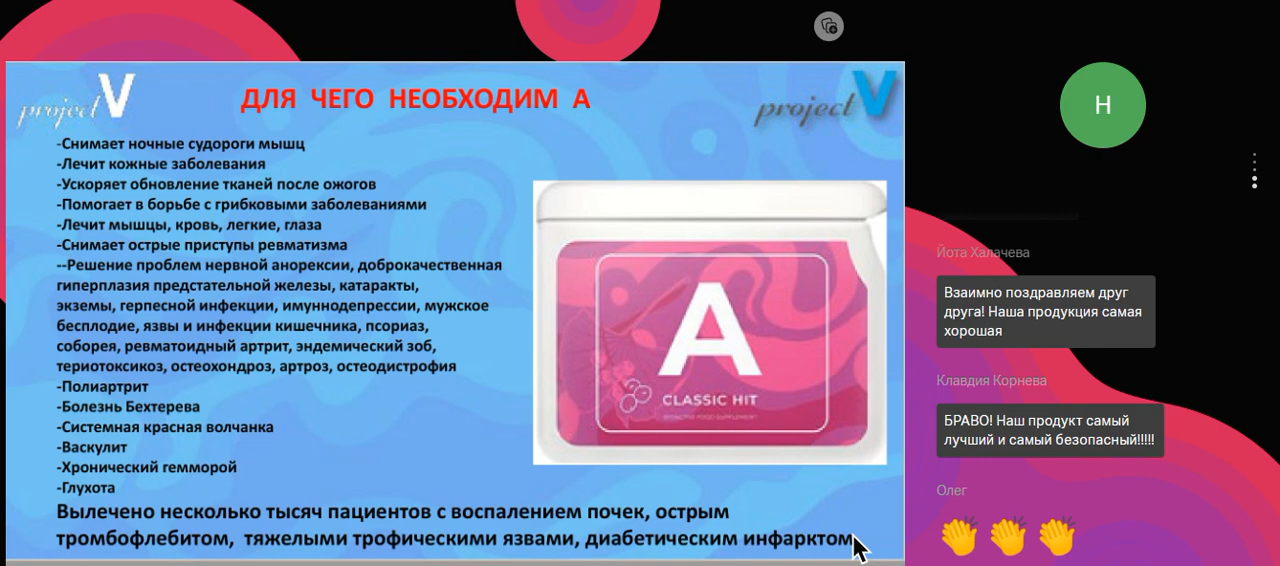 project V
ДЛЯ ЧЕГО НЕОБХОДИМ А
project V
-Снимает ночные судороги мышц
-Лечит кожные заболевания
-Ускоряет обновление тканей после ожогов
-Помогает в борьбе с грибковыми заболеваниями
-Лечит мышцы, кровь, легкие, глаза
-Снимает острые приступы ревматизма
--Решение проблем нервной анорексии, доброкачественная
гиперплазия предстательной железы, катаракты,
экземы, герпесной инфекции, имуннодепрессии, мужское
бесплодие, язвы и инфекции кишечника, псориаз,
соборея, ревматоидный артрит, эндемический зоб,
териотоксикоз, остеохондроз, артроз, остеодистрофия
-Полиартрит
-Болезнь Бехтерева
-Системная красная волчанка
-Васкулит
-Хронический гемморой
-Глухота
Вылечено несколько тысяч пациентов с воспалением почек, острым
тромбофлебитом, тяжелыми трофическими язвами, диабетическим инфарктом
A
CLASSIC HIT
BIOACTIVE FOOD SUPPLEMENT
Н
Йота Халачева
Взаимно поздравляем друг
друга! Наша продукция самая
хорошая
Клавдия Корнева
БРАВО! Наш продукт самый
лучший и самый безопасный!!!!!
Олег